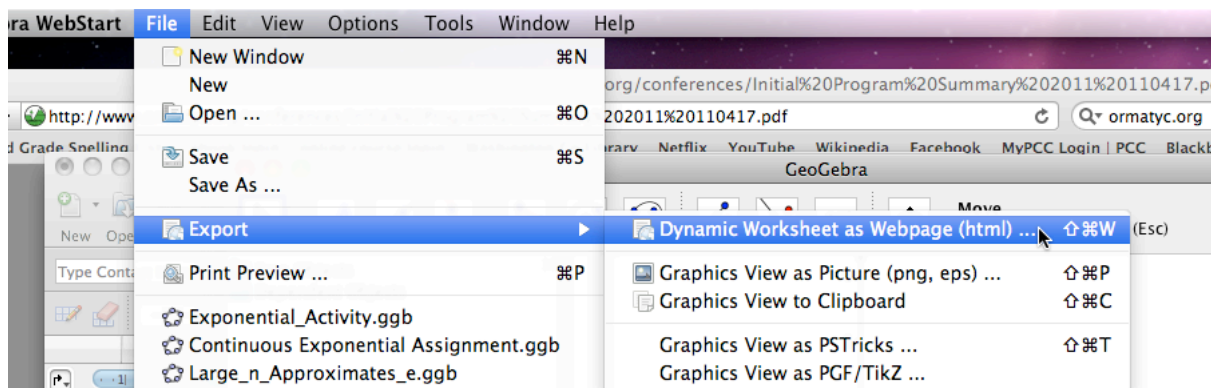 ora WebStart File Edit View Options Tools Window Help
New Window ⌘N
New
org/conferences/Initial%20Program%20Summary%202011%20110417.p
http://www
Open ... ⌘O
202011%20110417.pdf
ormatyc.org
d Grade Spelling
rary Netflix YouTube Wikipedia Facebook MyPCC Login | PCC Blackb
Save ⌘S
GeoGebra
Save As ...
Move
New Ope
Export
Dynamic Worksheet as Webpage (html) ... ⇧⌘W
(Esc)
Type Conta
Print Preview ... ⌘P
Graphics View as Picture (png, eps) ... ⇧⌘P
Graphics View to Clipboard ⇧⌘C
Exponential_Activity.ggb
Continuous Exponential Assignment.ggb
Graphics View as PSTricks ... ⇧⌘T
Large_n_Approximates_e.ggb
Graphics View as PGF/TikZ ...